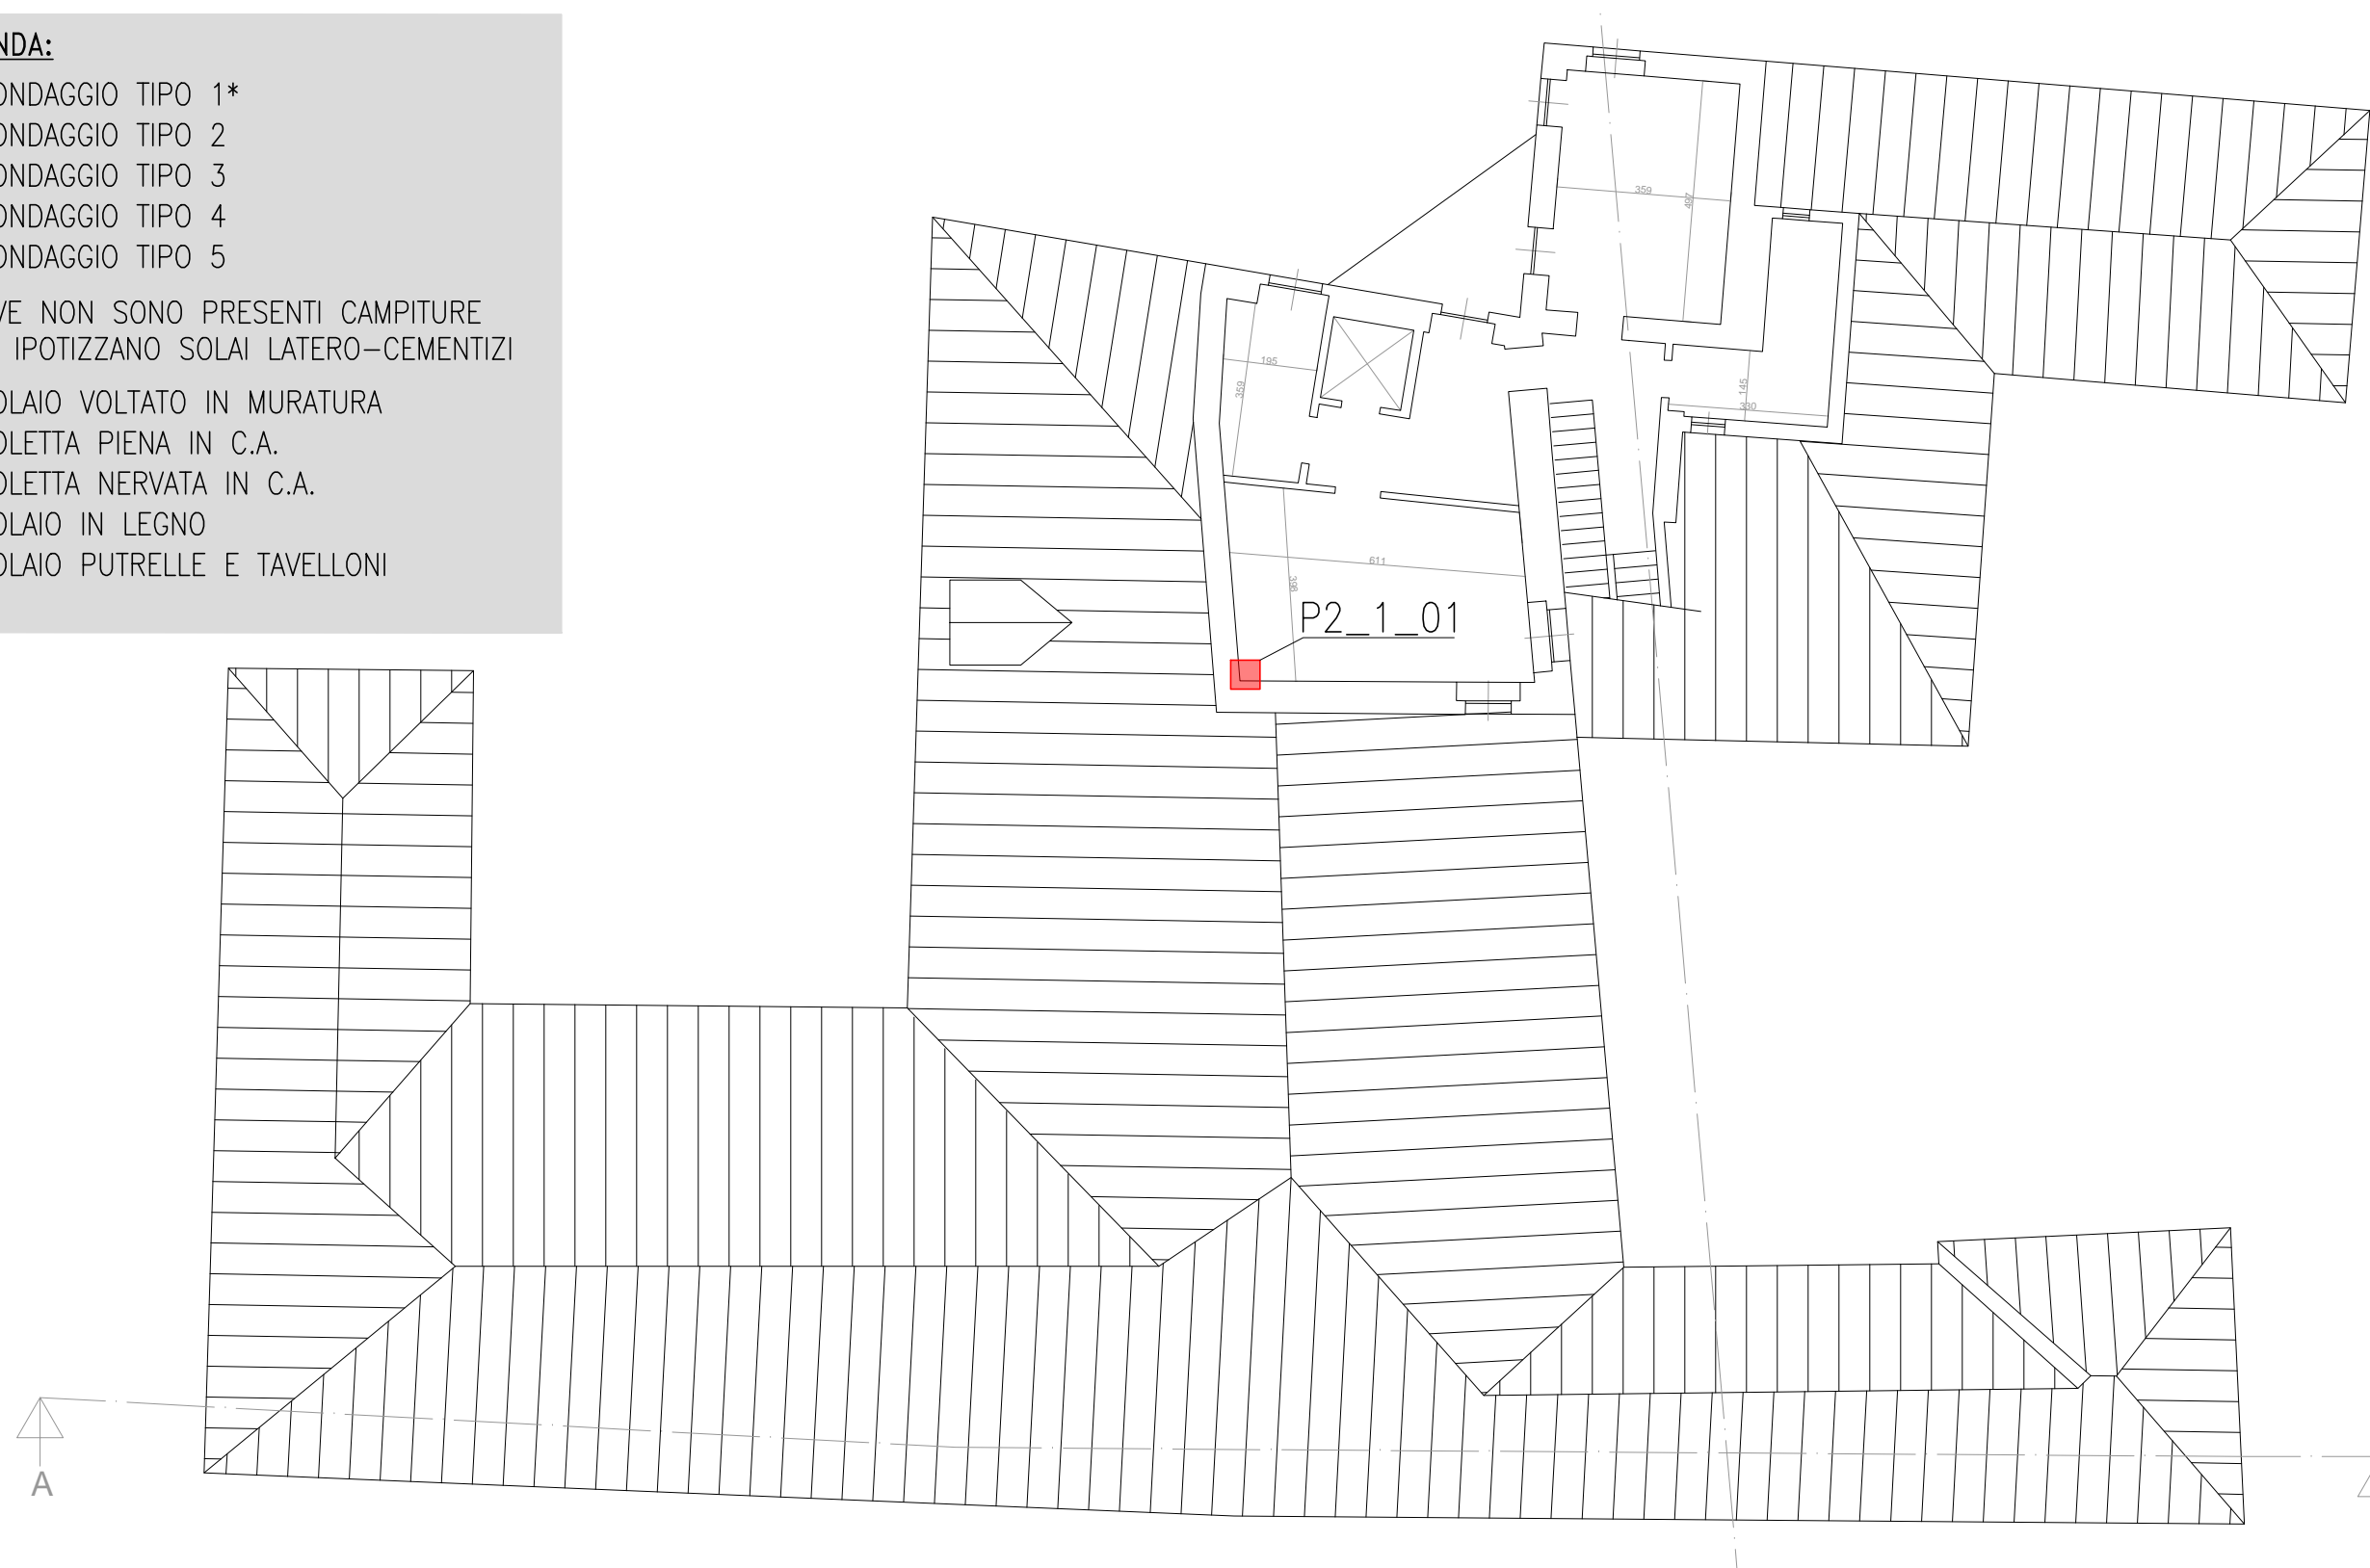 NDA:
ONDAGGIO TIPO 1*
ONDAGGIO TIPO 2
ONDAGGIO TIPO 3
ONDAGGIO TIPO 4
ONDAGGIO TIPO 5
VE NON SONO PRESENTI CAMPITURE
IPOTIZZANO SOLAI LATERO-CEMENTIZI
OLAIO VOLTATO IN MURATURA
OLETTA PIENA IN C.A.
OLETTA NERVATA IN C.A.
OLAIO IN LEGNO
OLAIO PUTRELLE E TAVELLONI
359
497
195
359
145
330
611
398
P2_1_01
A